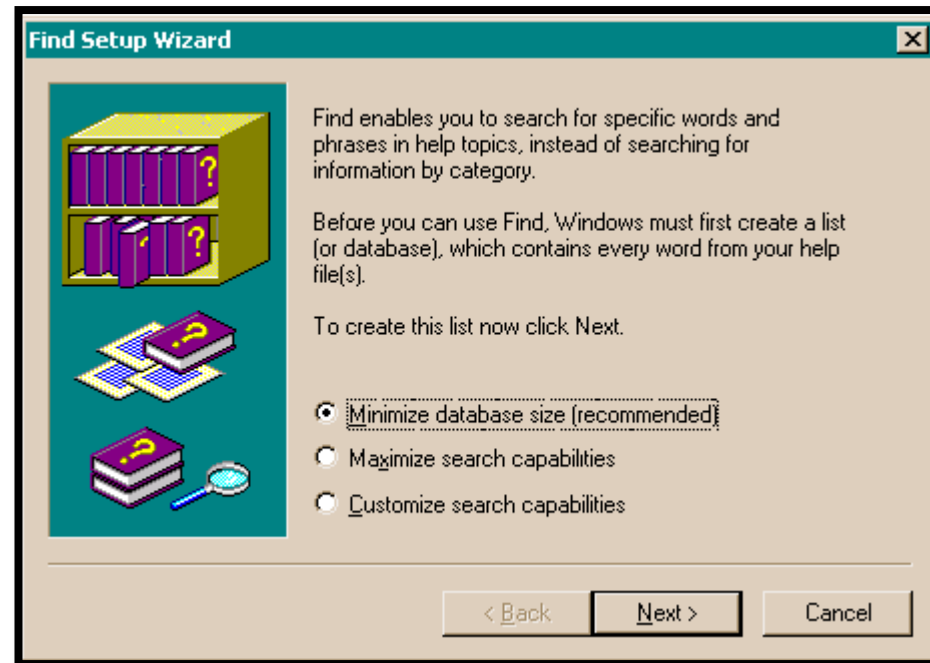 Find Setup Wizard
Find enables you to search for specific words and
phrases in help topics, instead of searching for
information by category.
Before you can use Find, Windows must first create a list
(or database), which contains every word from your help
file(s).
To create this list now click Next.
Minimize database size (recommended)
Maximize search capabilities
Customize search capabilities
< Back Next > Cancel